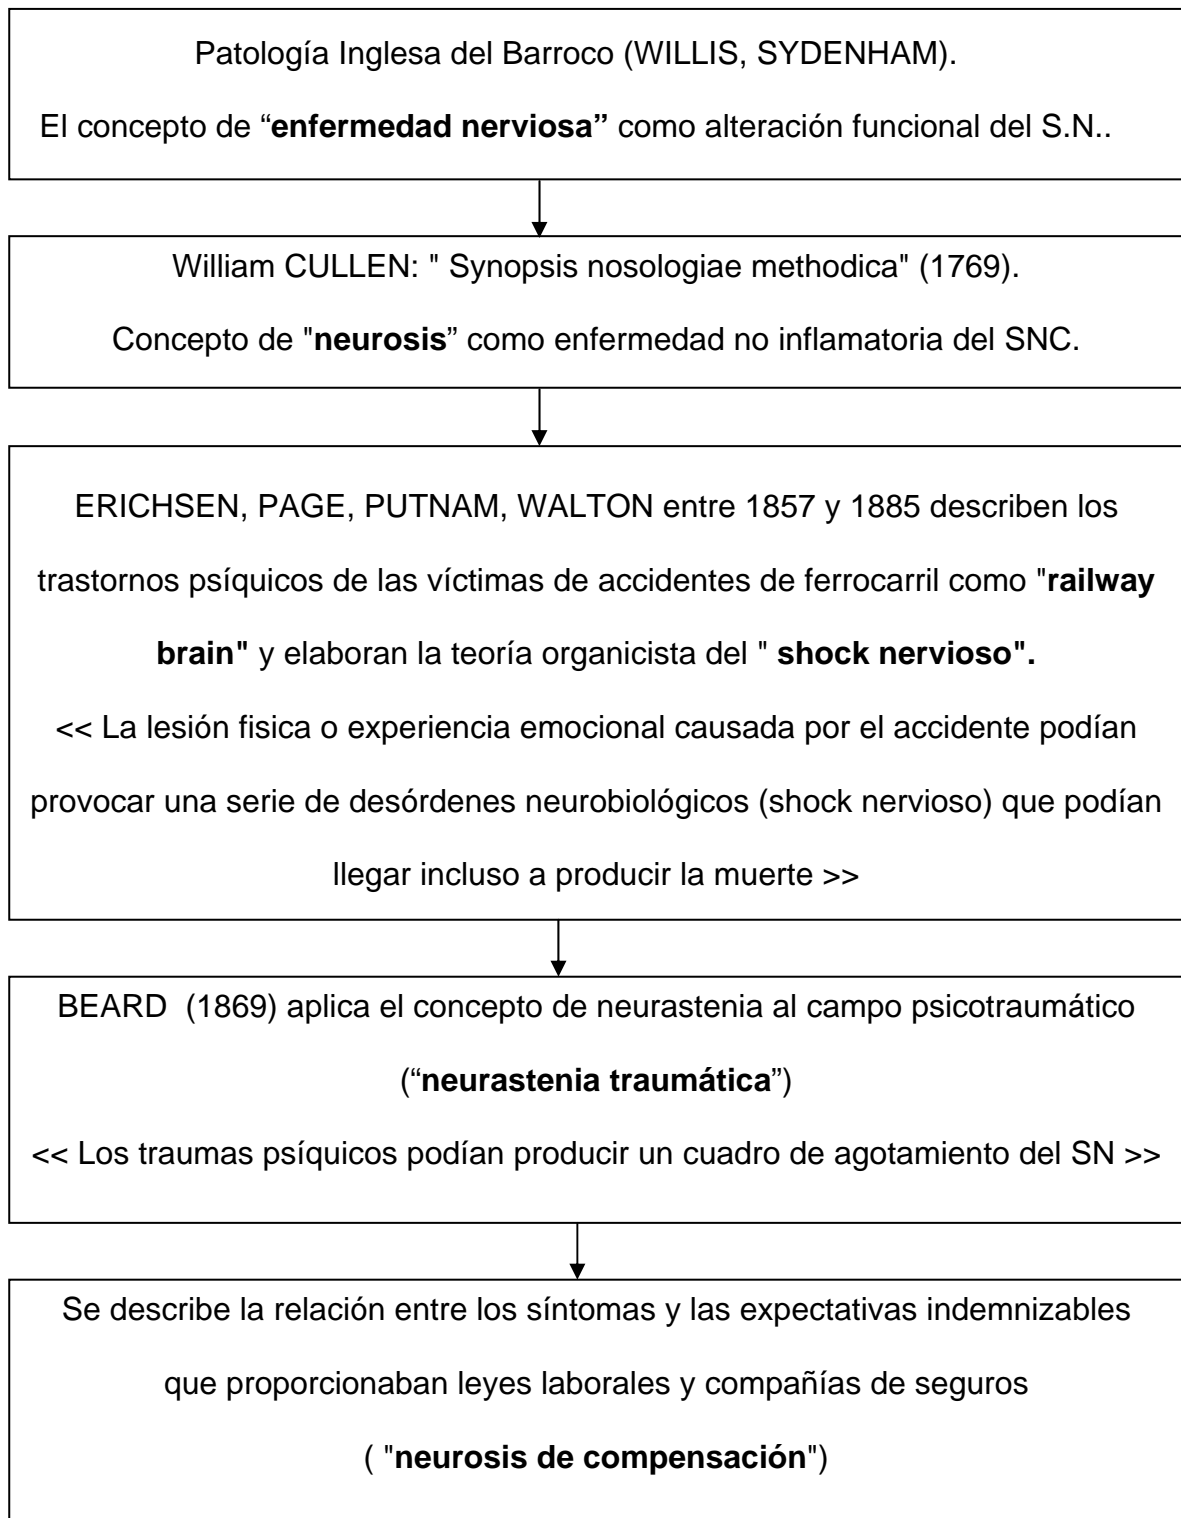 Patología Inglesa del Barroco (WILLIS, SYDENHAM).
El concepto de “enfermedad nerviosa” como alteración funcional del S.N..
William CULLEN: " Synopsis nosologiae methodica" (1769).
Concepto de "neurosis” como enfermedad no inflamatoria del SNC.
ERICHSEN, PAGE, PUTNAM, WALTON entre 1857 y 1885 describen los
trastornos psíquicos de las víctimas de accidentes de ferrocarril como "railway
brain" y elaboran la teoría organicista del " shock nervioso".
<< La lesión fisica o experiencia emocional causada por el accidente podían
provocar una serie de desórdenes neurobiológicos (shock nervioso) que podían
llegar incluso a producir la muerte >>
BEARD (1869) aplica el concepto de neurastenia al campo psicotraumático
(“neurastenia traumática”)
<< Los traumas psíquicos podían producir un cuadro de agotamiento del SN >>
Se describe la relación entre los síntomas y las expectativas indemnizables
que proporcionaban leyes laborales y compañías de seguros
( "neurosis de compensación")